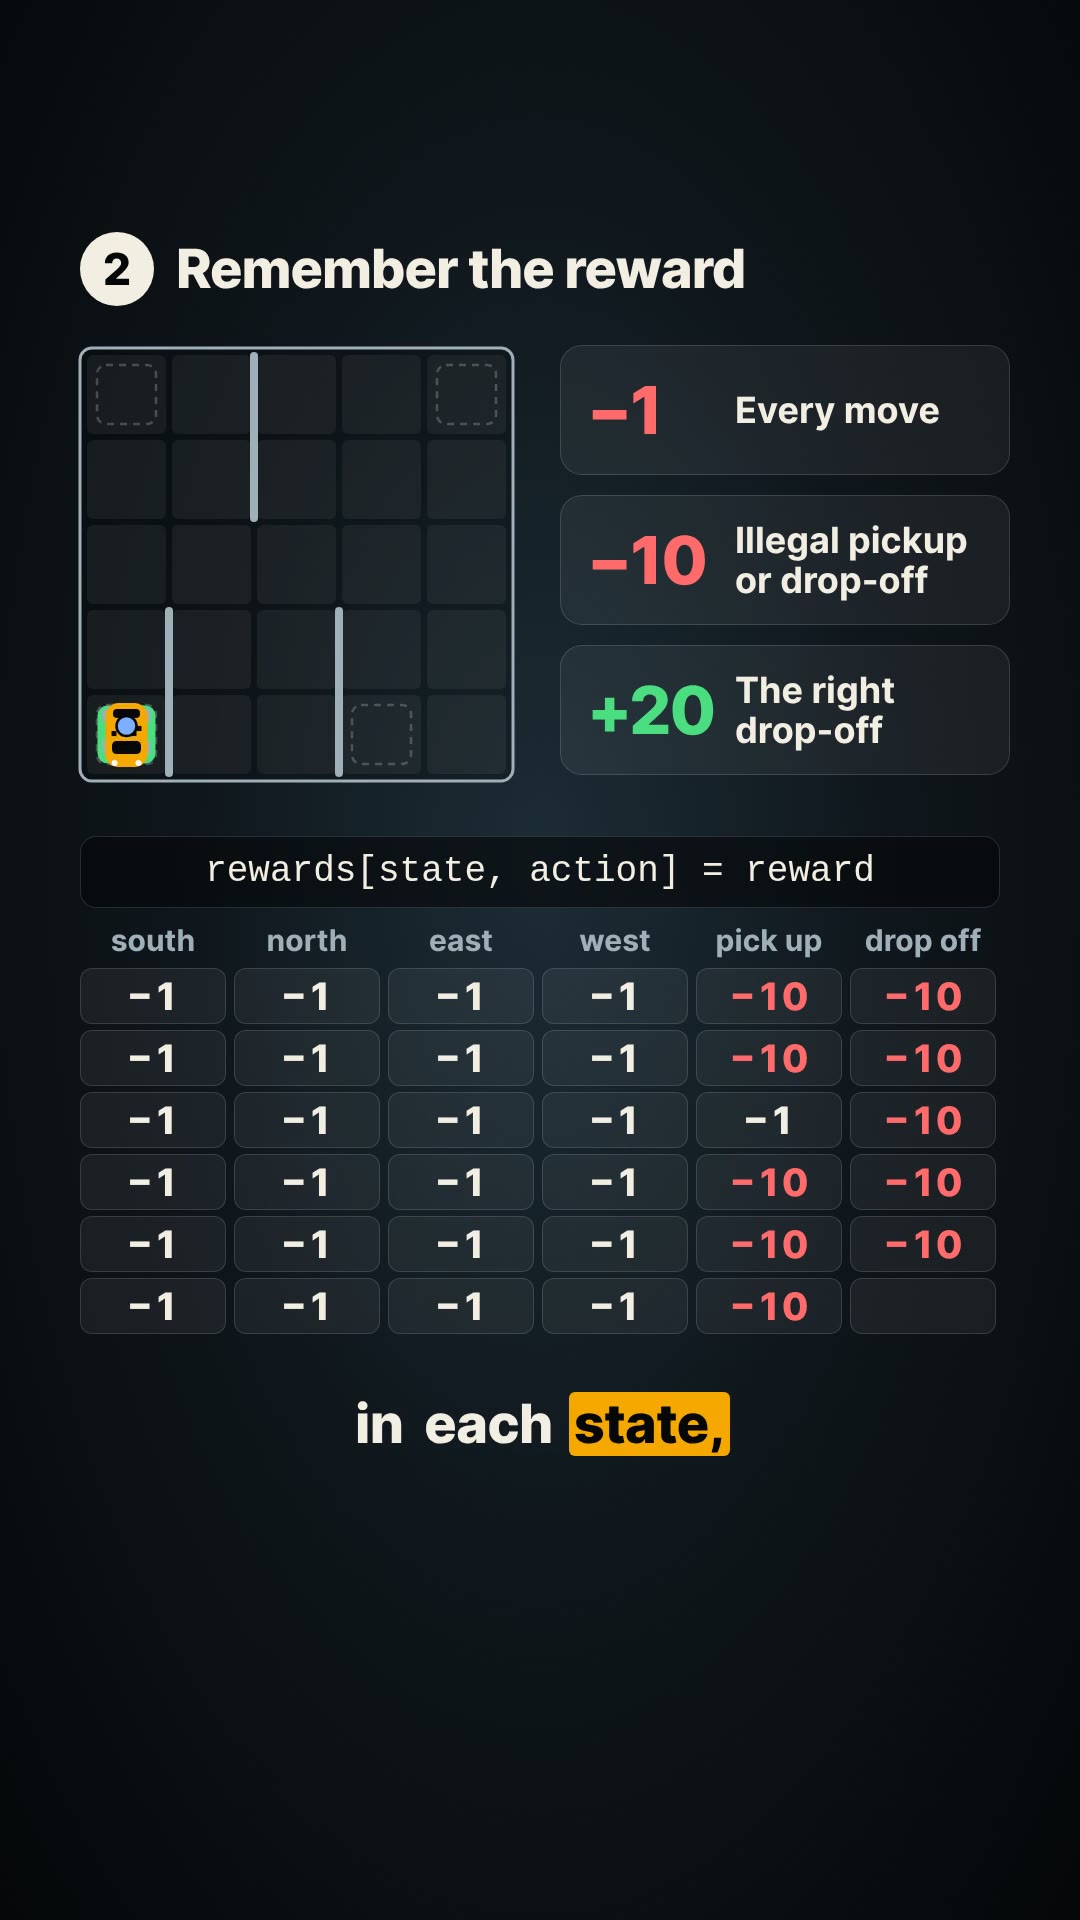 2 Remember the reward
−1 Every move
−10 Illegal pickup
or drop-off
+20 The right
drop-off
rewards[state, action] = reward
south north east west pick up drop off
−1 −1 −1 −1 −10 −10
−1 −1 −1 −1 −10 −10
−1 −1 −1 −1 −1 −10
−1 −1 −1 −1 −10 −10
−1 −1 −1 −1 −10 −10
−1 −1 −1 −1 −10
in each state,